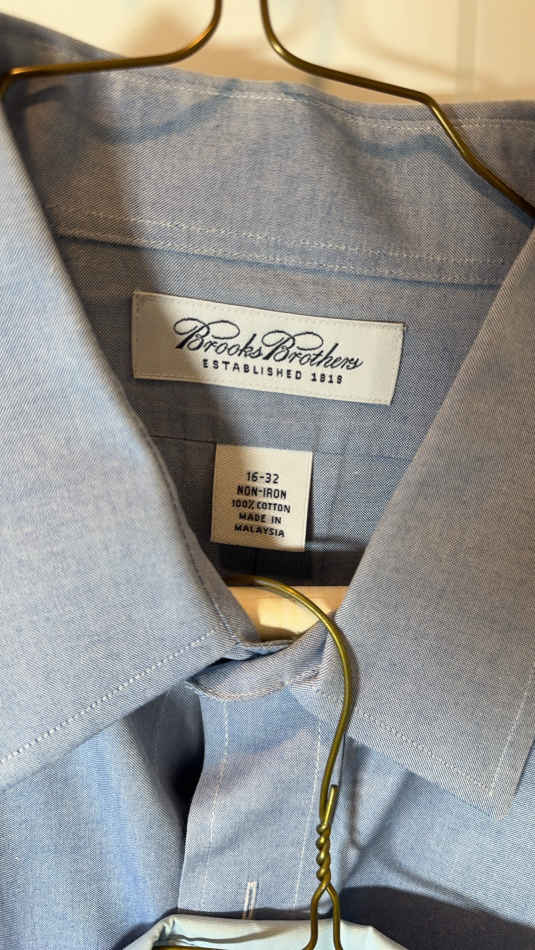 Brooks Brothers
ESTABLISHED 1818
16-32
NON-IRON
100% COTTON
MADE IN
MALAYSIA